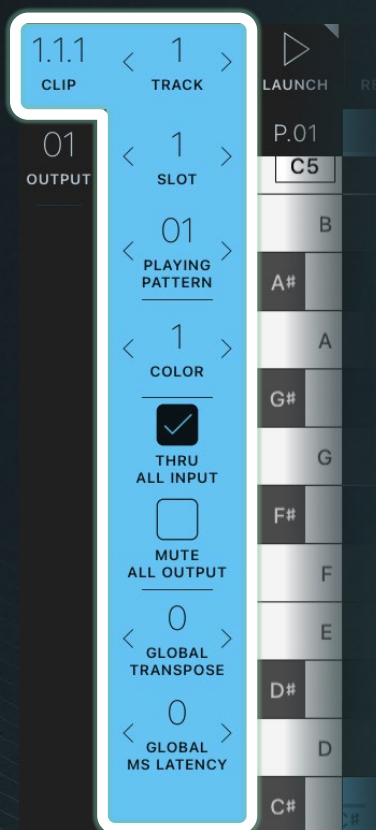 1.1.1
CLIP
1
TRACK
LAUNCH
01
OUTPUT
1
SLOT
P.01
C5
01
PLAYING
PATTERN
1
COLOR
THRU
ALL INPUT
MUTE
ALL OUTPUT
0
GLOBAL
TRANSPOSE
0
GLOBAL
MS LATENCY
B
A#
A
G#
G
F#
F
E
D#
D
C#
C#